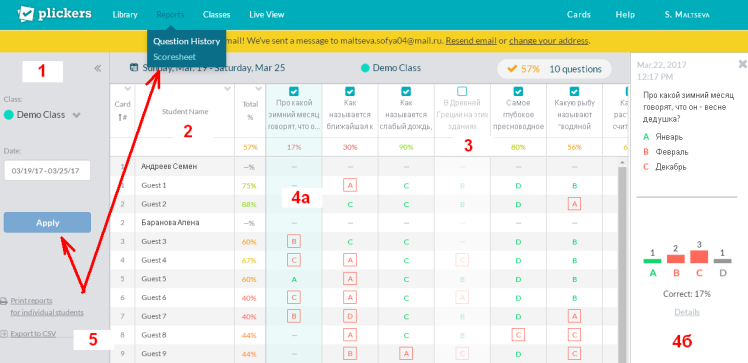 plickers
Library Reports Classes Live View Cards Help S. Maltseva
Question History
Scoresheet
mail! We've sent a message to maltseva.sofya04@mail.ru. Resend email or change your address.
Sunday, Mar. 19 - Saturday, Mar 25
Demo Class
57% 10 questions
1
Class:
Demo Class
Date:
03/19/17 - 03/25/17
Apply
Print reports
for individual students
Export to CSV
5
2
3
4а
4б
Card
#
Student Name
Total
%
Про какой
зимний месяц
говорят, что о...
Как
называется
ближайшая к
Как
называется
слабый дождь,
В Древней
Греции на этих
зданиях
Самое
глубокое
пресноводное
Какую рыбу
называют
"водяной
57% 17% 30% 90% 80% 56%
Андреев Семен —% — — — — — —
1 Guest 1 75% — A C B D B
2 Guest 2 88% — C C D A
2 Баранова Алена —% — — — — — —
3 Guest 3 60% B C C — D B
4 Guest 4 67% C A C C D B
5 Guest 5 60% A A C B D B
6 Guest 6 40% C A C A D A
7 Guest 7 40% B D C D A
8 Guest 8 44% — A C B C C
9 Guest 9 44% — B A C D B
Mar.22, 2017
12:17 PM
Про какой зимний месяц
говорят, что он - весне
дедушка?
A Январь
B Февраль
C Декабрь
1 2 3 1
A B C D
Correct: 17%
Details